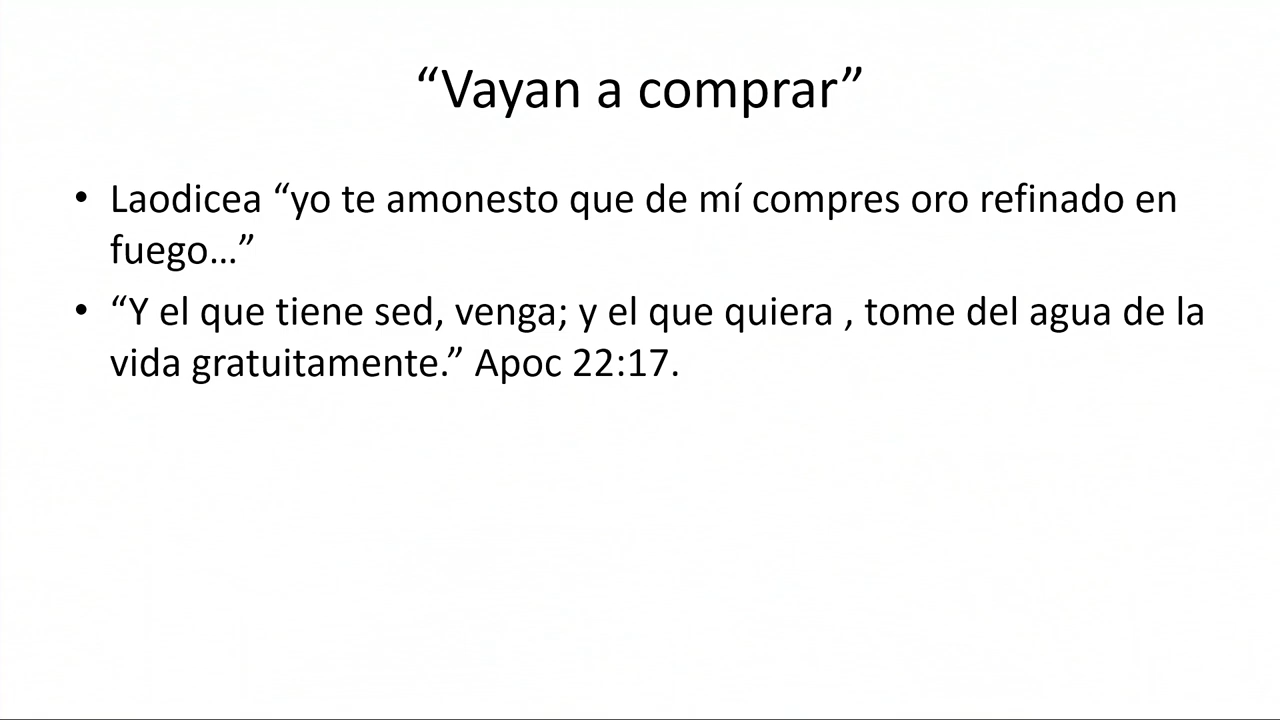 “Vayan a comprar”
• Laodicea “yo te amonesto que de mí compres oro refinado en
fuego…”
• “Y el que tiene sed, venga; y el que quiera , tome del agua de la
vida gratuitamente.” Apoc 22:17.